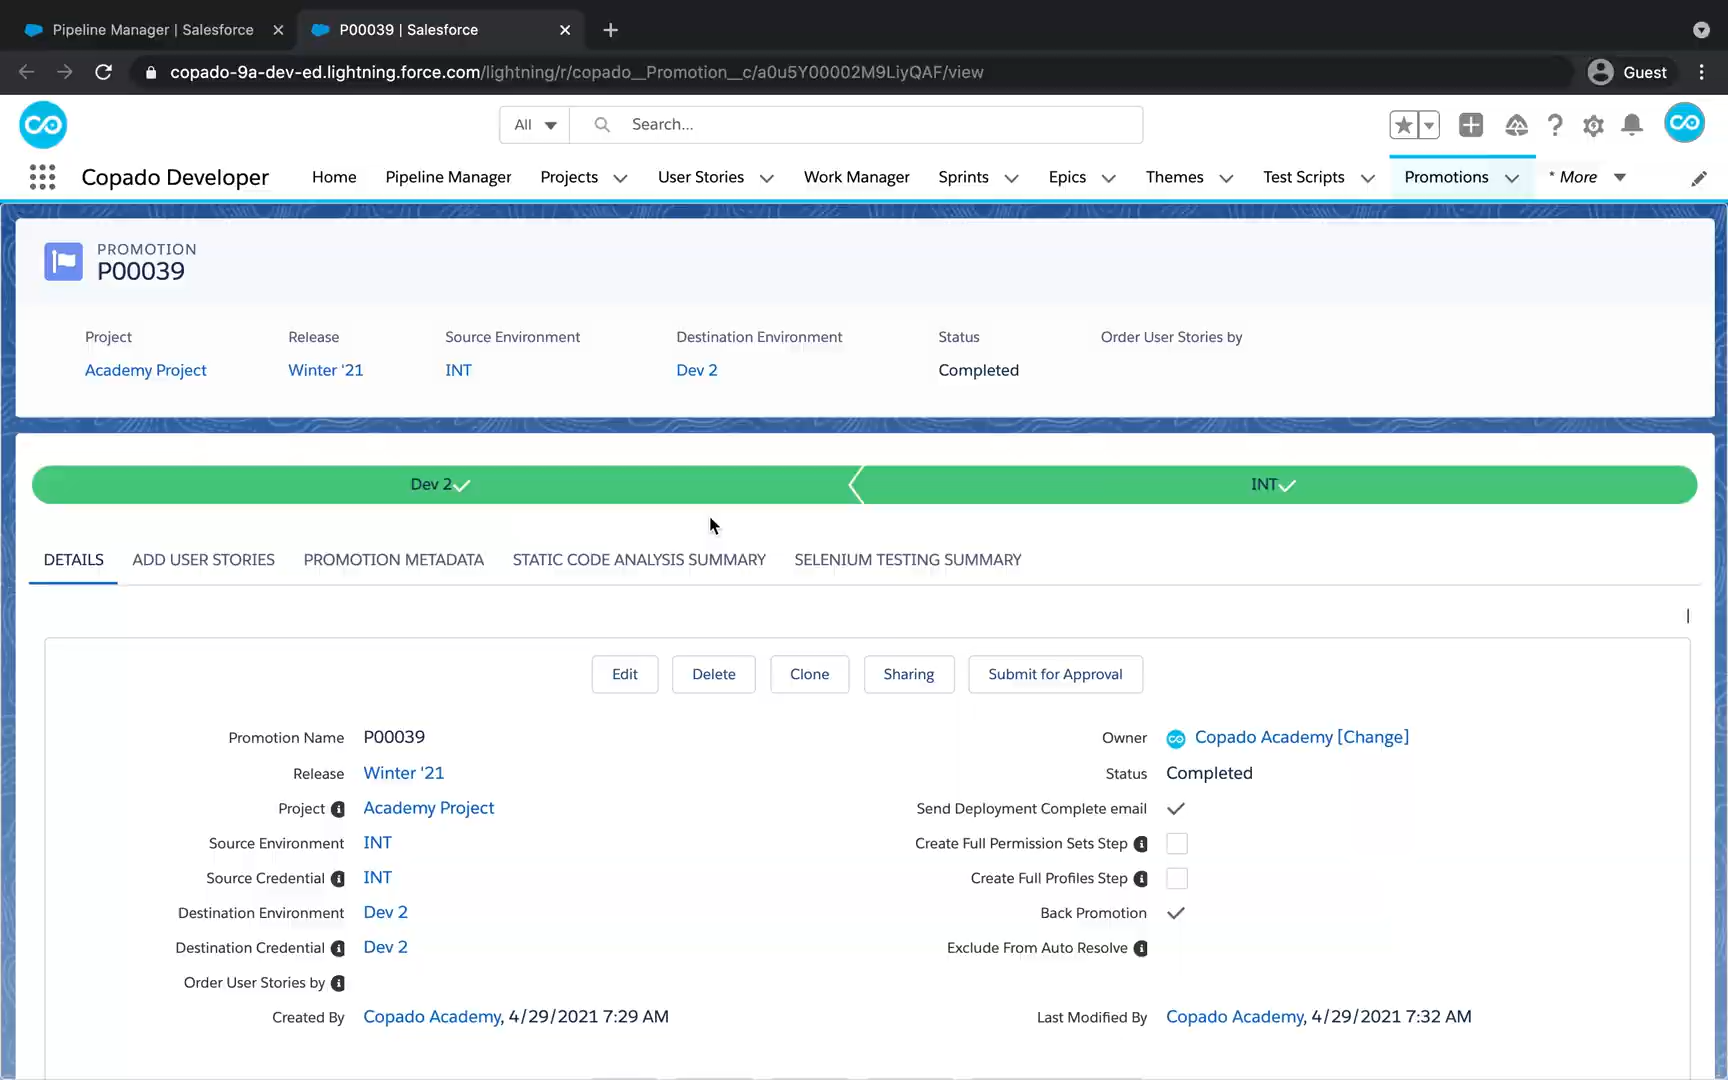 Pipeline Manager | Salesforce
P00039 | Salesforce
copado-9a-dev-ed.lightning.force.com/lightning/r/copado__Promotion__c/a0u5Y00002M9LiyQAF/view
Guest
All
Search...
Copado Developer
Home
Pipeline Manager
Projects
User Stories
Work Manager
Sprints
Epics
Themes
Test Scripts
Promotions
* More
PROMOTION
P00039
Project
Release
Source Environment
Destination Environment
Status
Order User Stories by
Academy Project
Winter '21
INT
Dev 2
Completed
Dev 2
INT
DETAILS
ADD USER STORIES
PROMOTION METADATA
STATIC CODE ANALYSIS SUMMARY
SELENIUM TESTING SUMMARY
Edit
Delete
Clone
Sharing
Submit for Approval
Promotion Name P00039
Owner Copado Academy [Change]
Release Winter '21
Status Completed
Project Academy Project
Send Deployment Complete email
Source Environment INT
Create Full Permission Sets Step
Source Credential INT
Create Full Profiles Step
Destination Environment Dev 2
Back Promotion
Destination Credential Dev 2
Exclude From Auto Resolve
Order User Stories by
Created By Copado Academy, 4/29/2021 7:29 AM
Last Modified By Copado Academy, 4/29/2021 7:32 AM